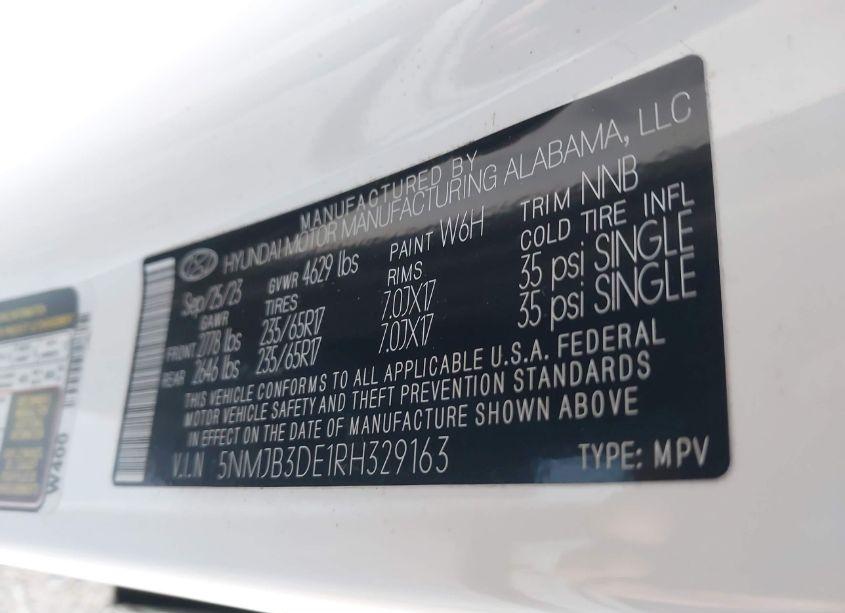 MANUFACTURED BY
HYUNDAI MOTOR MANUFACTURING ALABAMA, LLC
Sep/25/23 GVWR 4629 lbs PAINT W6H TRIM NNB
GAWR TIRES RIMS COLD TIRE INFL
FRONT 2778 lbs 235/65R17 7.0JX17 35 psi SINGLE
REAR 2646 lbs 235/65R17 7.0JX17 35 psi SINGLE
THIS VEHICLE CONFORMS TO ALL APPLICABLE U.S.A. FEDERAL
MOTOR VEHICLE SAFETY AND THEFT PREVENTION STANDARDS
IN EFFECT ON THE DATE OF MANUFACTURE SHOWN ABOVE
V.I.N 5NMJB3DE1RH329163 TYPE: MPV
W400